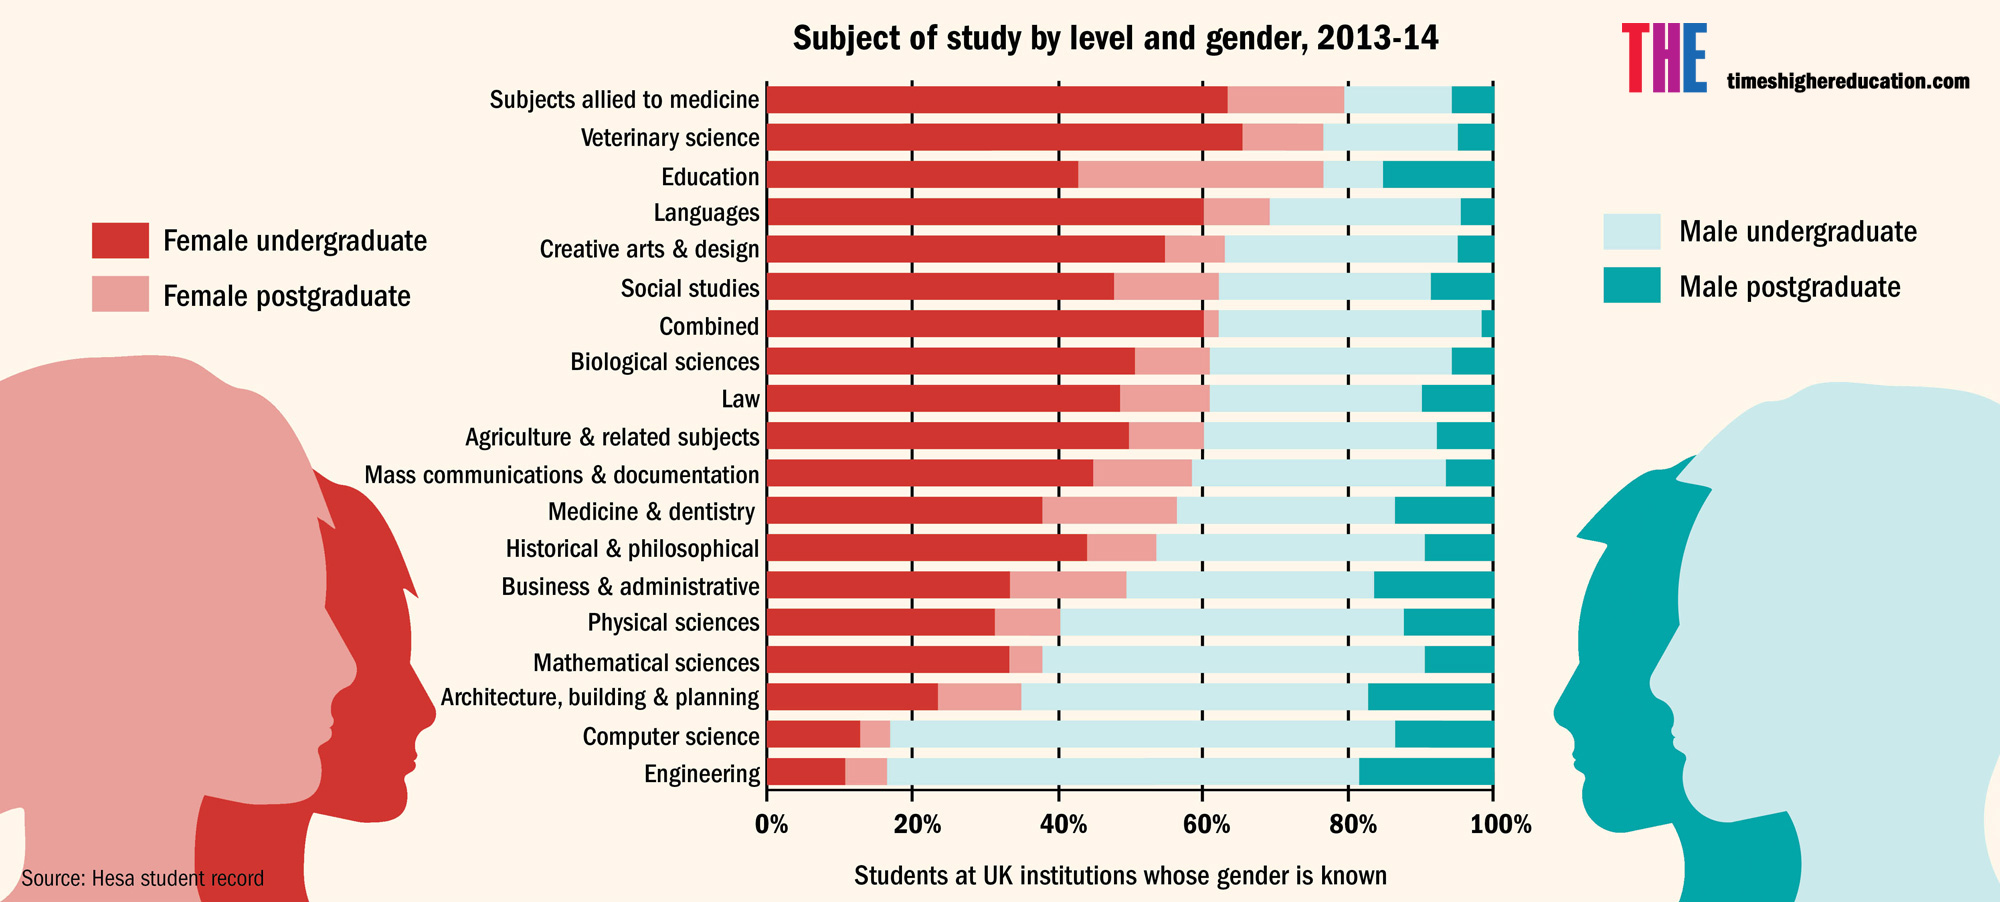 Subject of study by level and gender, 2013-14
THE
timeshighereducation.com
Female undergraduate
Female postgraduate
Subjects allied to medicine
Veterinary science
Education
Languages
Creative arts & design
Social studies
Combined
Biological sciences
Law
Agriculture & related subjects
Mass communications & documentation
Medicine & dentistry
Historical & philosophical
Business & administrative
Physical sciences
Mathematical sciences
Architecture, building & planning
Computer science
Engineering
Male undergraduate
Male postgraduate
0% 20% 40% 60% 80% 100%
Students at UK institutions whose gender is known
Source: Hesa student record